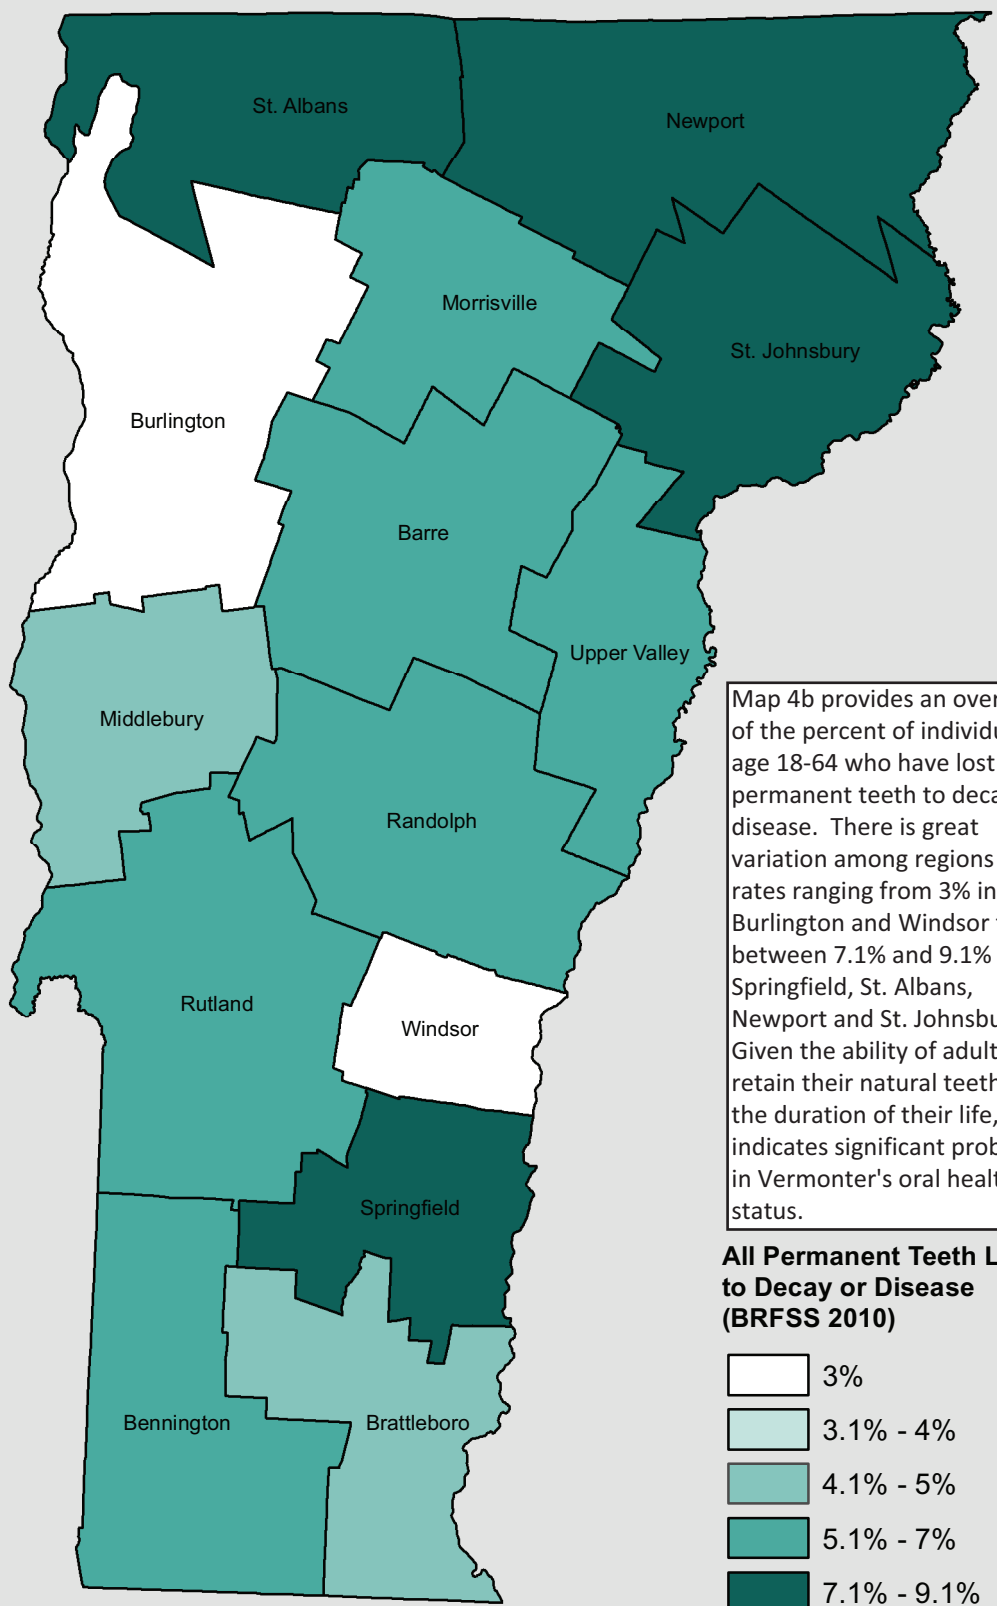 St. Albans
Newport
Morrisville
St. Johnsbury
Burlington
Barre
Upper Valley
Middlebury
Randolph
Rutland
Windsor
Springfield
Bennington
Brattleboro
Map 4b provides an over
of the percent of individu
age 18-64 who have lost
permanent teeth to deca
disease. There is great
variation among regions
rates ranging from 3% in
Burlington and Windsor
between 7.1% and 9.1%
Springfield, St. Albans,
Newport and St. Johnsbu
Given the ability of adult
retain their natural teeth
the duration of their life,
indicates significant prob
in Vermonter's oral healt
status.
All Permanent Teeth L
to Decay or Disease
(BRFSS 2010)
3%
3.1% - 4%
4.1% - 5%
5.1% - 7%
7.1% - 9.1%